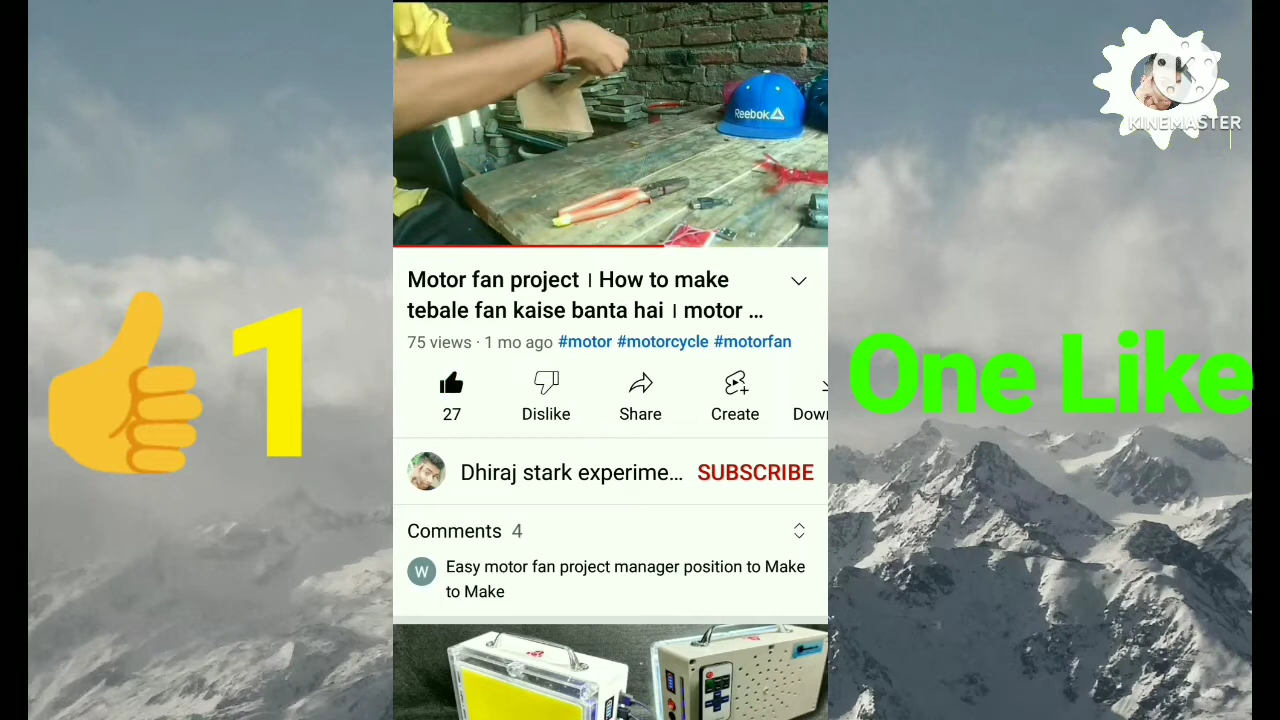 Reebok
KINEMASTER
Motor fan project । How to make
tebale fan kaise banta hai । motor ...
75 views · 1 mo ago #motor #motorcycle #motorfan
27
Dislike
Share
Create
Dow
Dhiraj stark experime... SUBSCRIBE
Comments 4
W
Easy motor fan project manager position to Make
to Make
1
One Like
K